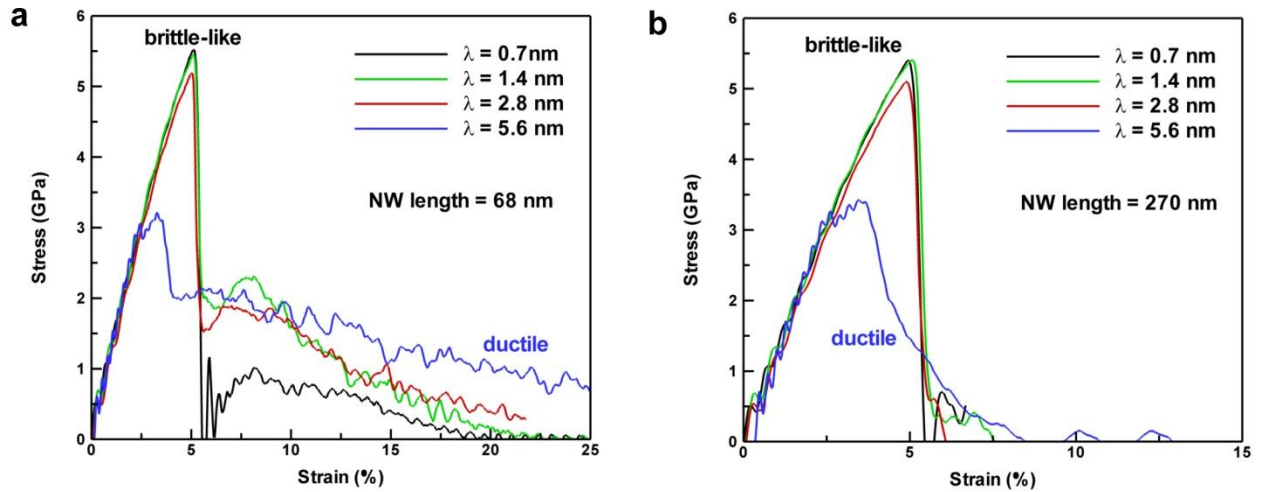 a
brittle-like
λ = 0.7nm
λ = 1.4 nm
λ = 2.8 nm
λ = 5.6 nm
NW length = 68 nm
ductile
Stress (GPa)
6
5
4
3
2
1
0
0 5 10 15 20 25
Strain (%)
b
brittle-like
λ = 0.7 nm
λ = 1.4 nm
λ = 2.8 nm
λ = 5.6 nm
NW length = 270 nm
ductile
Stress (GPa)
6
5
4
3
2
1
0
0 5 10 15
Strain (%)